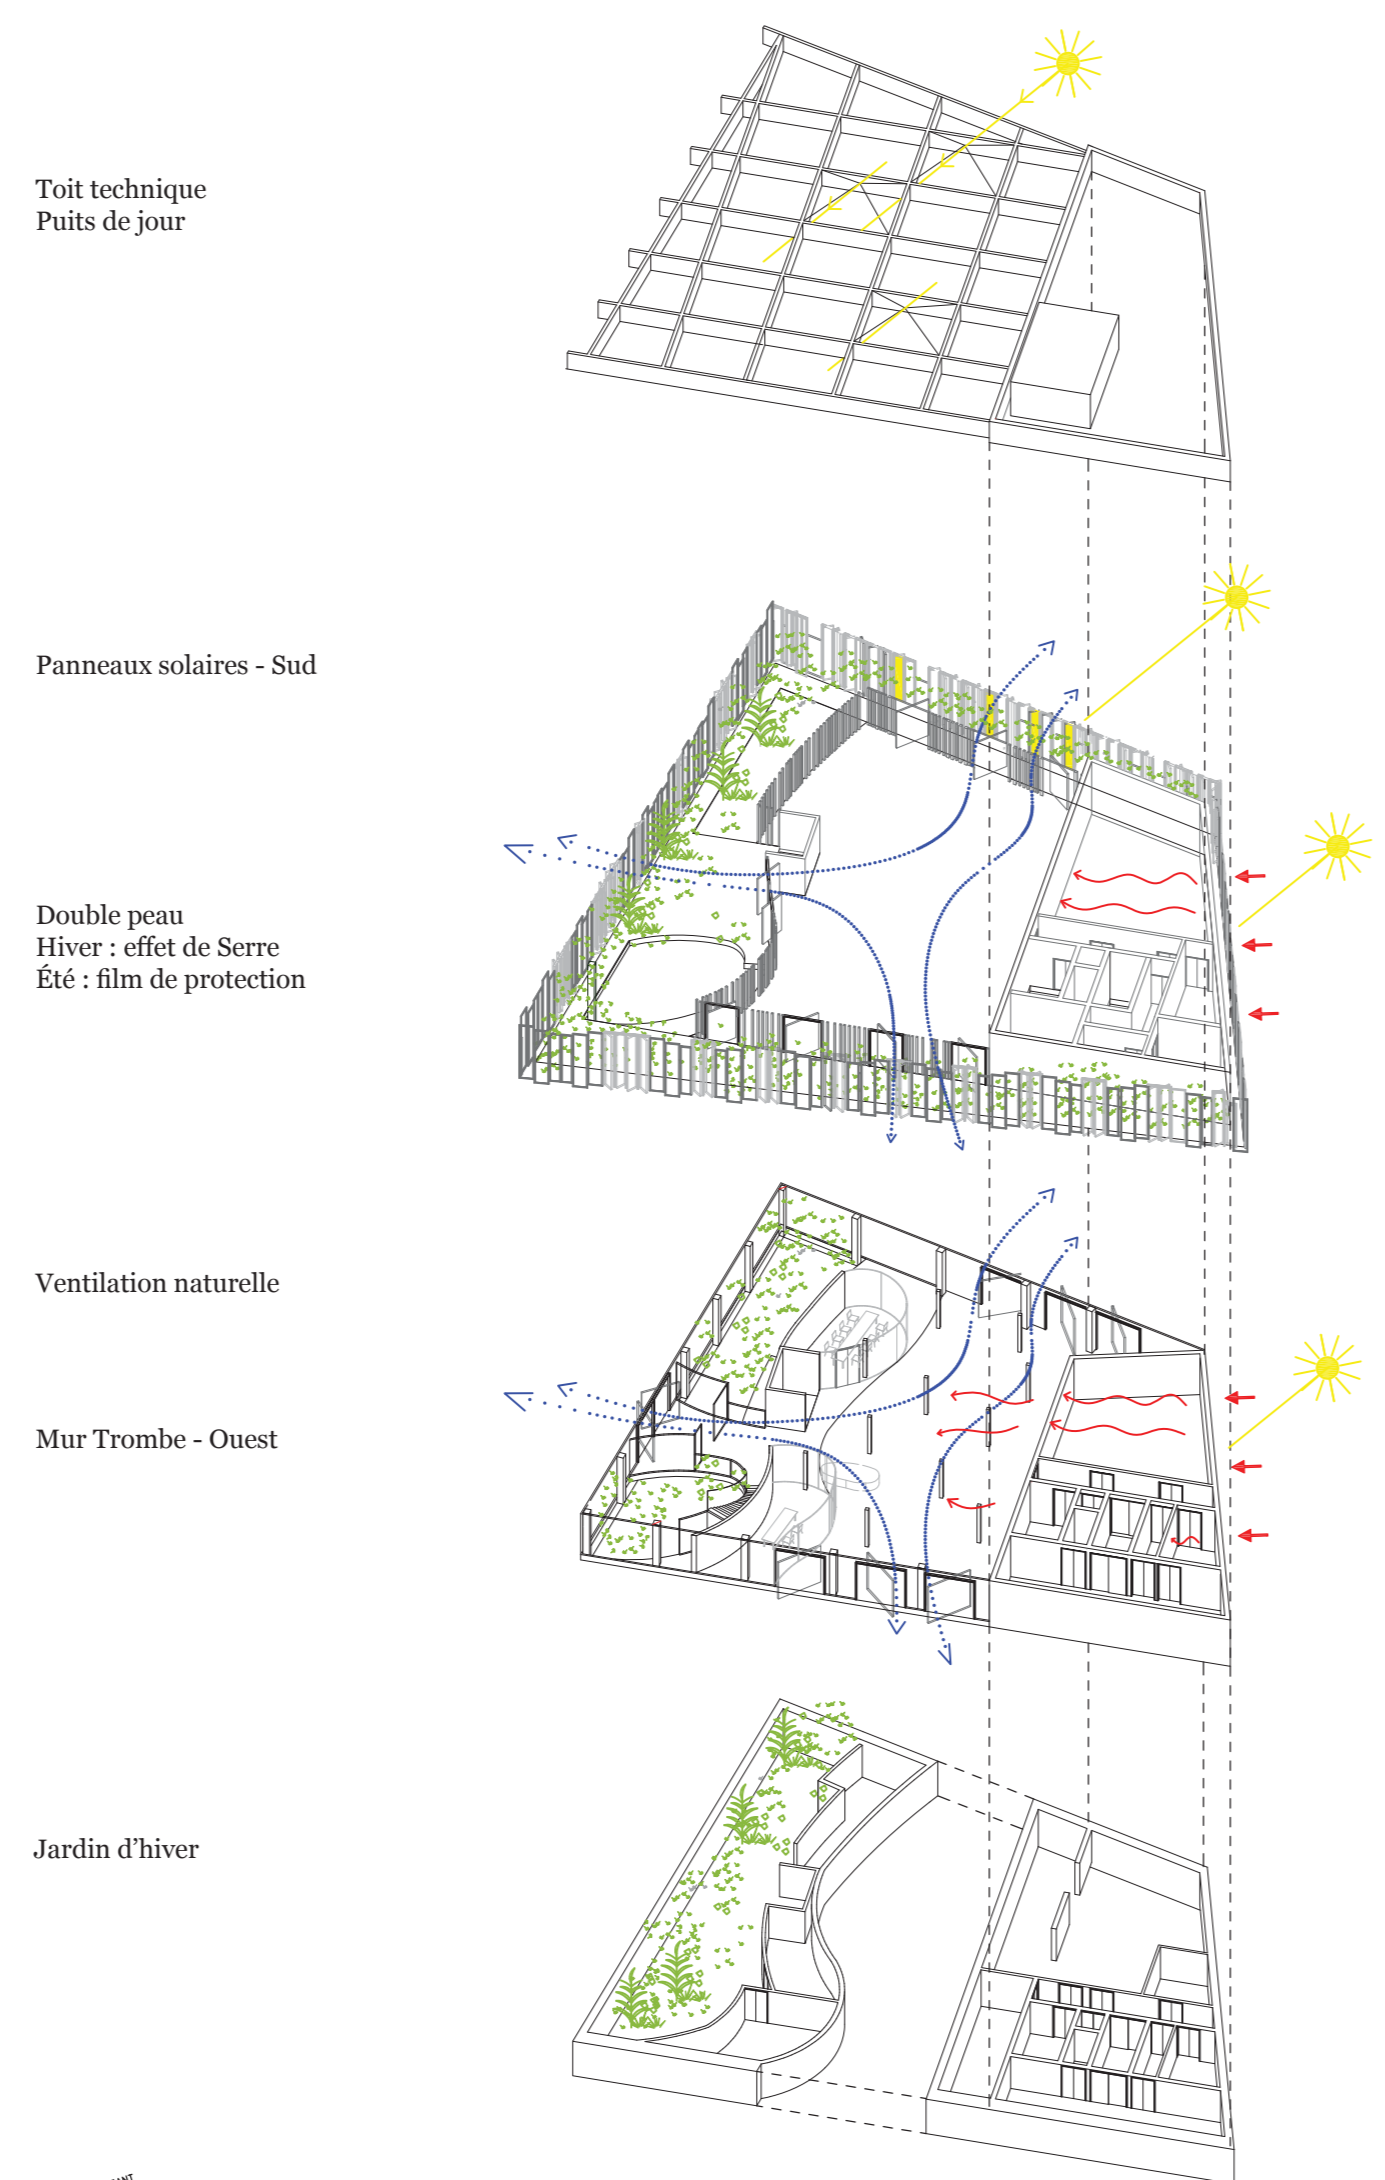 Toit technique
Puits de jour
Panneaux solaires - Sud
Double peau
Hiver : effet de Serre
Été : film de protection
Ventilation naturelle
Mur Trombe - Ouest
Jardin d’hiver